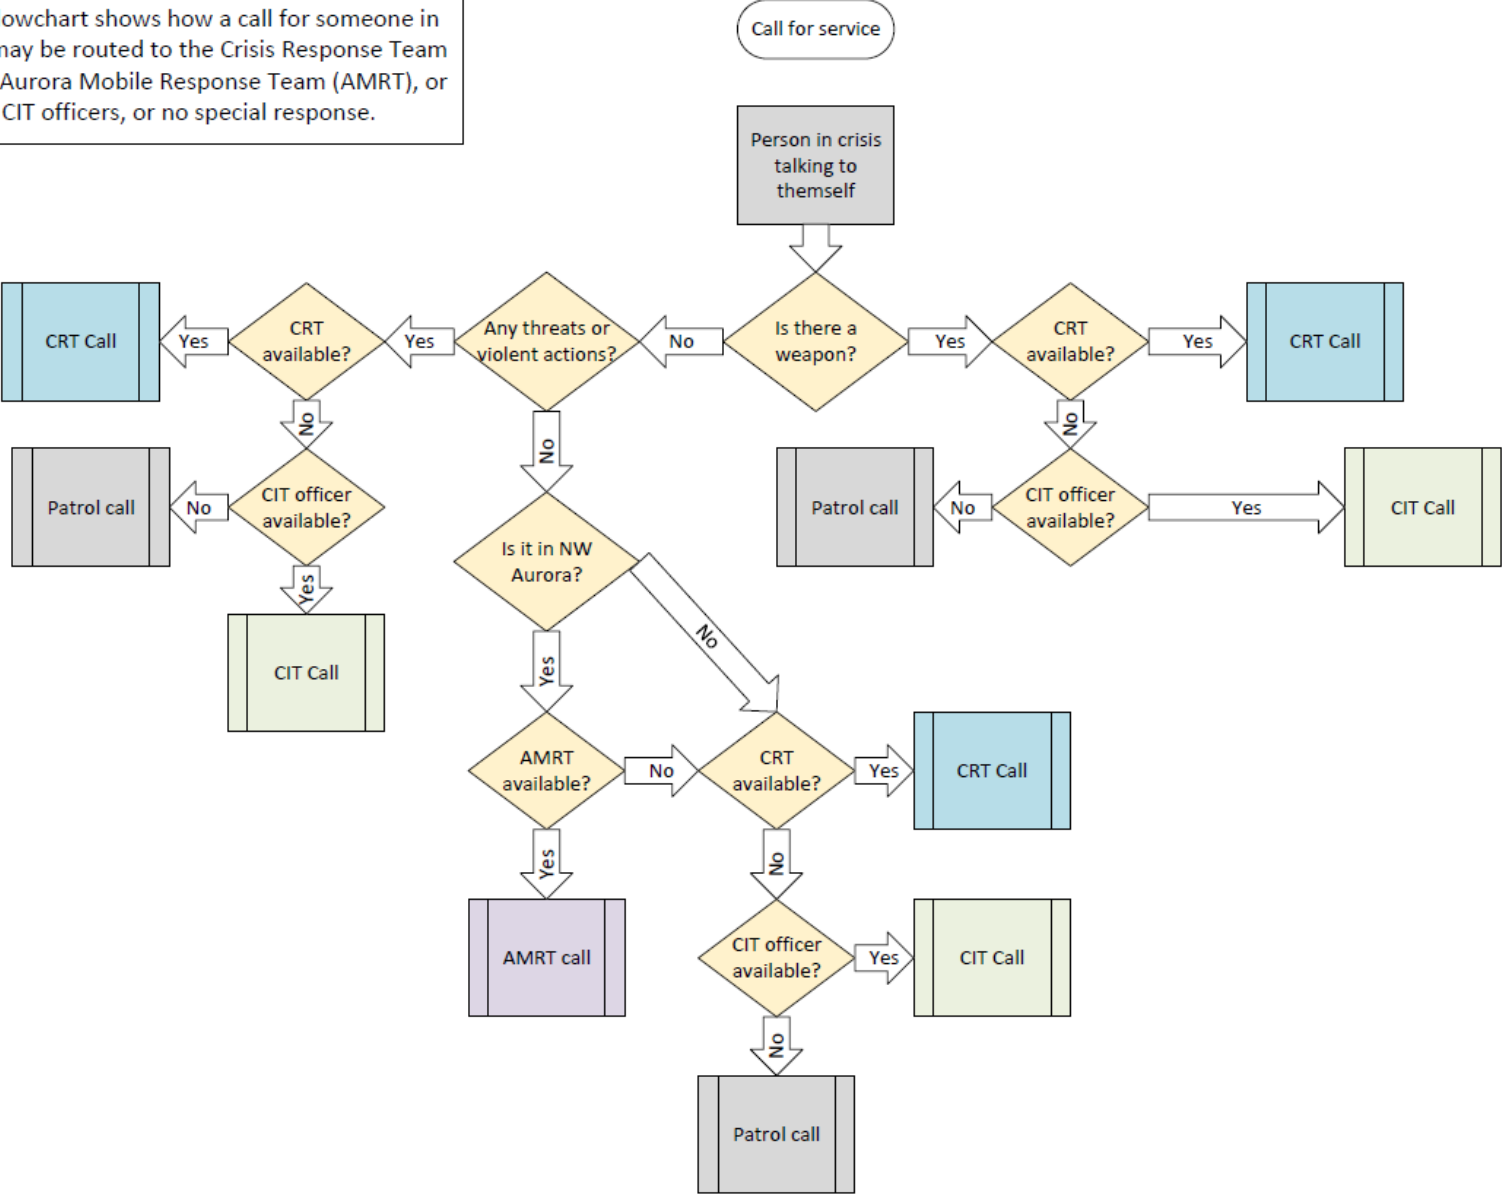 lowchart shows how a call for someone in
may be routed to the Crisis Response Team
Aurora Mobile Response Team (AMRT), or
CIT officers, or no special response.
Call for service
Person in crisis
talking to
themself
CRT Call
Yes
CRT
available?
Yes
Any threats or
violent actions?
No
Is there a
weapon?
Yes
CRT
available?
Yes
CRT Call
No
No
No
Patrol call
No
CIT officer
available?
Patrol call
No
CIT officer
available?
Yes
CIT Call
Yes
CIT Call
Is it in NW
Aurora?
No
Yes
AMRT
available?
No
CRT
available?
Yes
CRT Call
Yes
No
AMRT call
CIT officer
available?
Yes
CIT Call
No
Patrol call